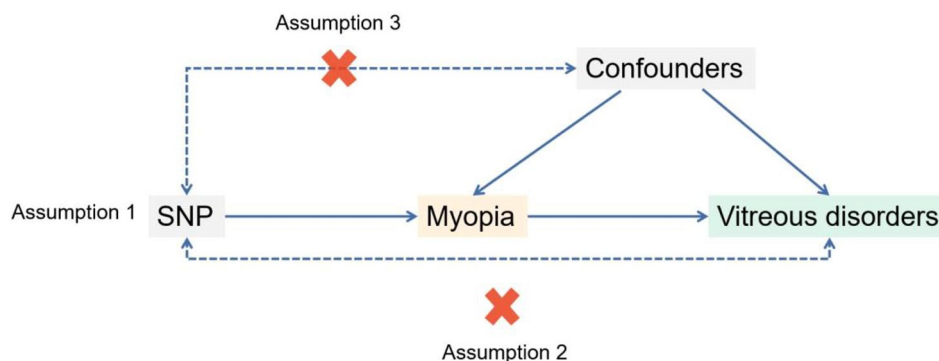 Assumption 3
Confounders
Assumption 1
SNP
Myopia
Vitreous disorders
Assumption 2